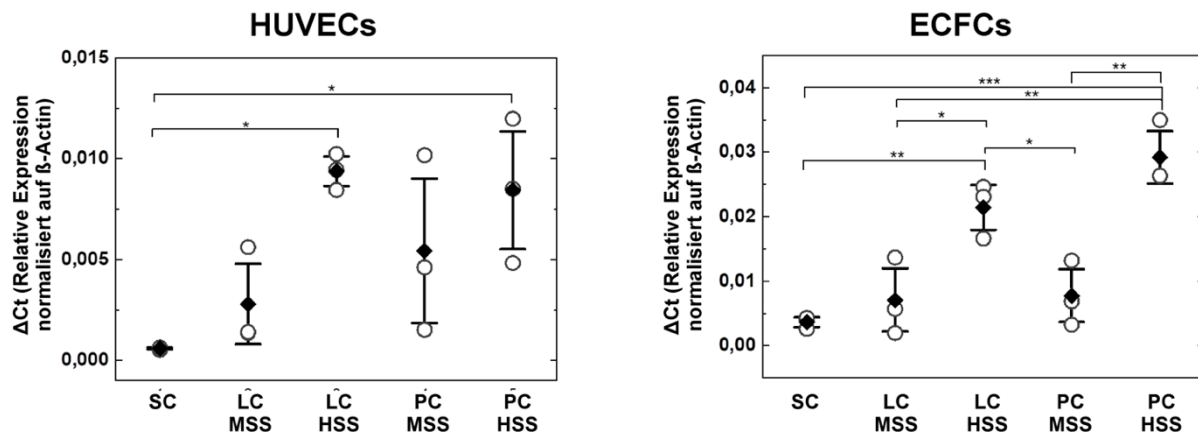 HUVECs
ΔCt (Relative Expression
normalisiert auf ß-Actin)
0,015
0,010
0,005
0,000
*
*
SC
LC
MSS
LC
HSS
PC
MSS
PC
HSS
ECFCs
ΔCt (Relative Expression
normalisiert auf ß-Actin)
0,04
0,03
0,02
0,01
0,00
**
***
**
*
*
**
SC
LC
MSS
LC
HSS
PC
MSS
PC
HSS